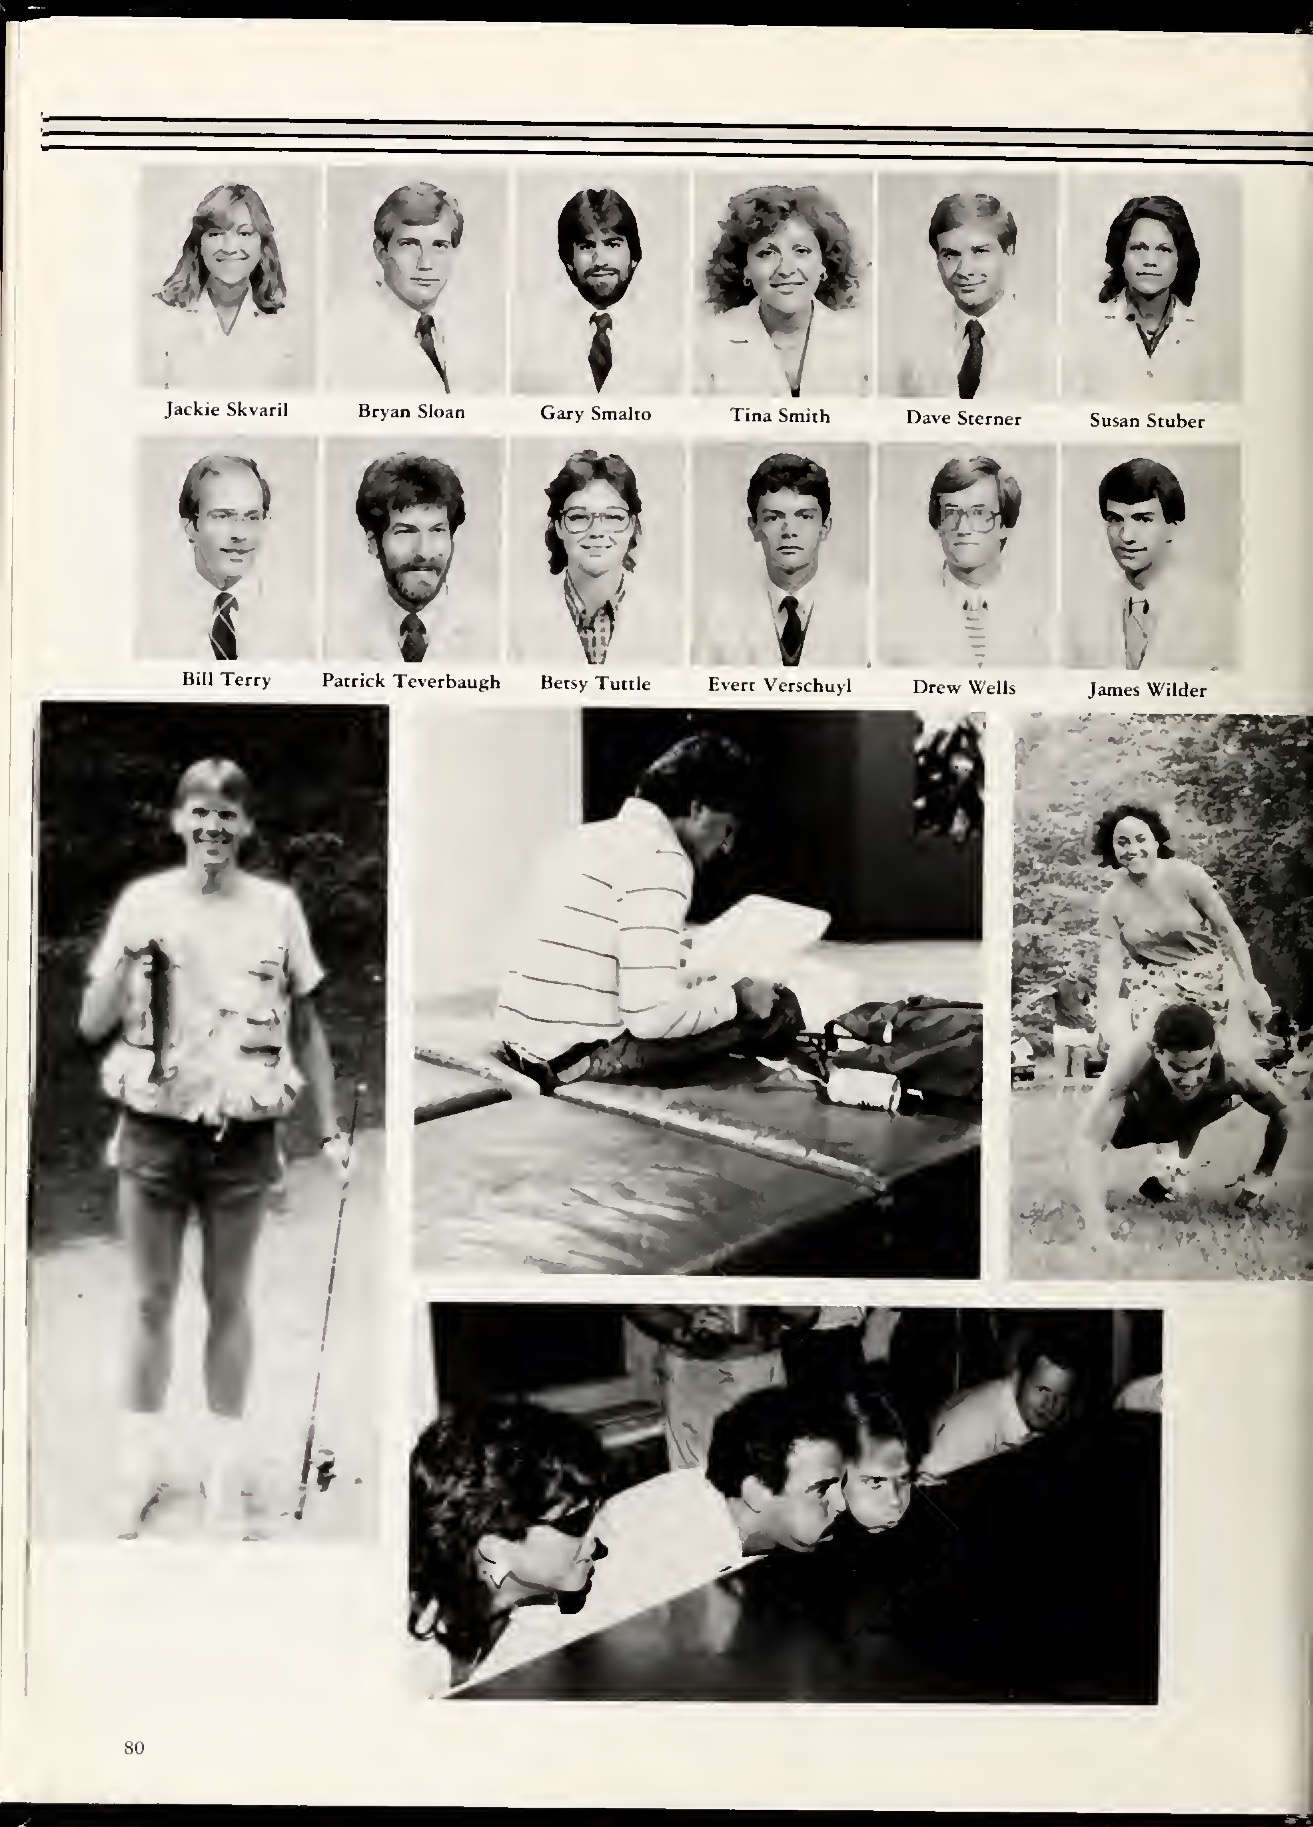 Jackie Skvaril Bryan Sloan Gary Smalto Tina Smith Dave Sterner Susan Stuber
Bill Terry Patrick Teverbaugh Betsy Tuttle Evert Verschuyl Drew Wells James Wilder
80